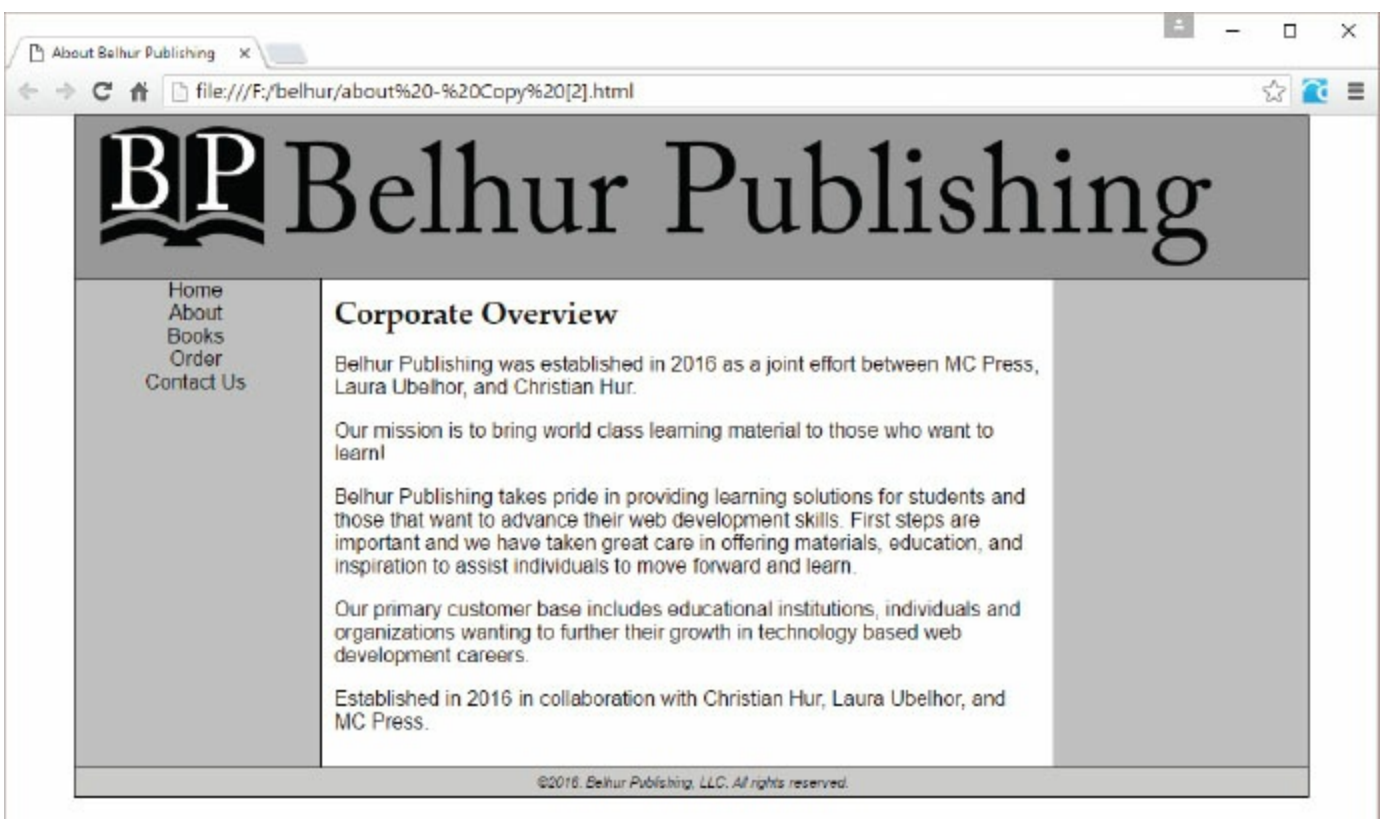 About Belhur Publishing
file:///F:/belhur/about%20-%20Copy%20[2].html
BP Belhur Publishing
Home
About
Books
Order
Contact Us
Corporate Overview
Belhur Publishing was established in 2016 as a joint effort between MC Press,
Laura Ubelhor, and Christian Hur.
Our mission is to bring world class learning material to those who want to
learn!
Belhur Publishing takes pride in providing learning solutions for students and
those that want to advance their web development skills. First steps are
important and we have taken great care in offering materials, education, and
inspiration to assist individuals to move forward and learn.
Our primary customer base includes educational institutions, individuals and
organizations wanting to further their growth in technology based web
development careers.
Established in 2016 in collaboration with Christian Hur, Laura Ubelhor, and
MC Press.
©2016. Belhur Publishing, LLC. All rights reserved.